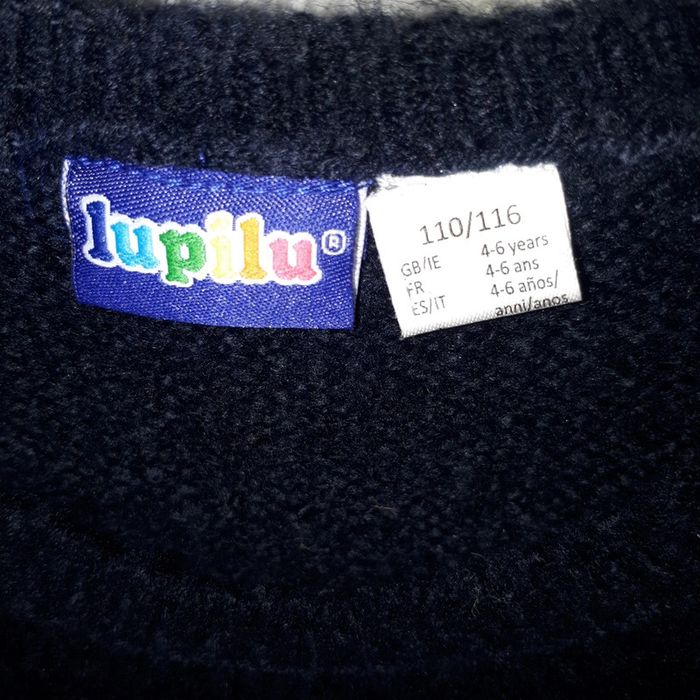 lupilu®
110/116
GB/IE 4-6 years
FR 4-6 ans
ES/IT 4-6 años/
anni/anos